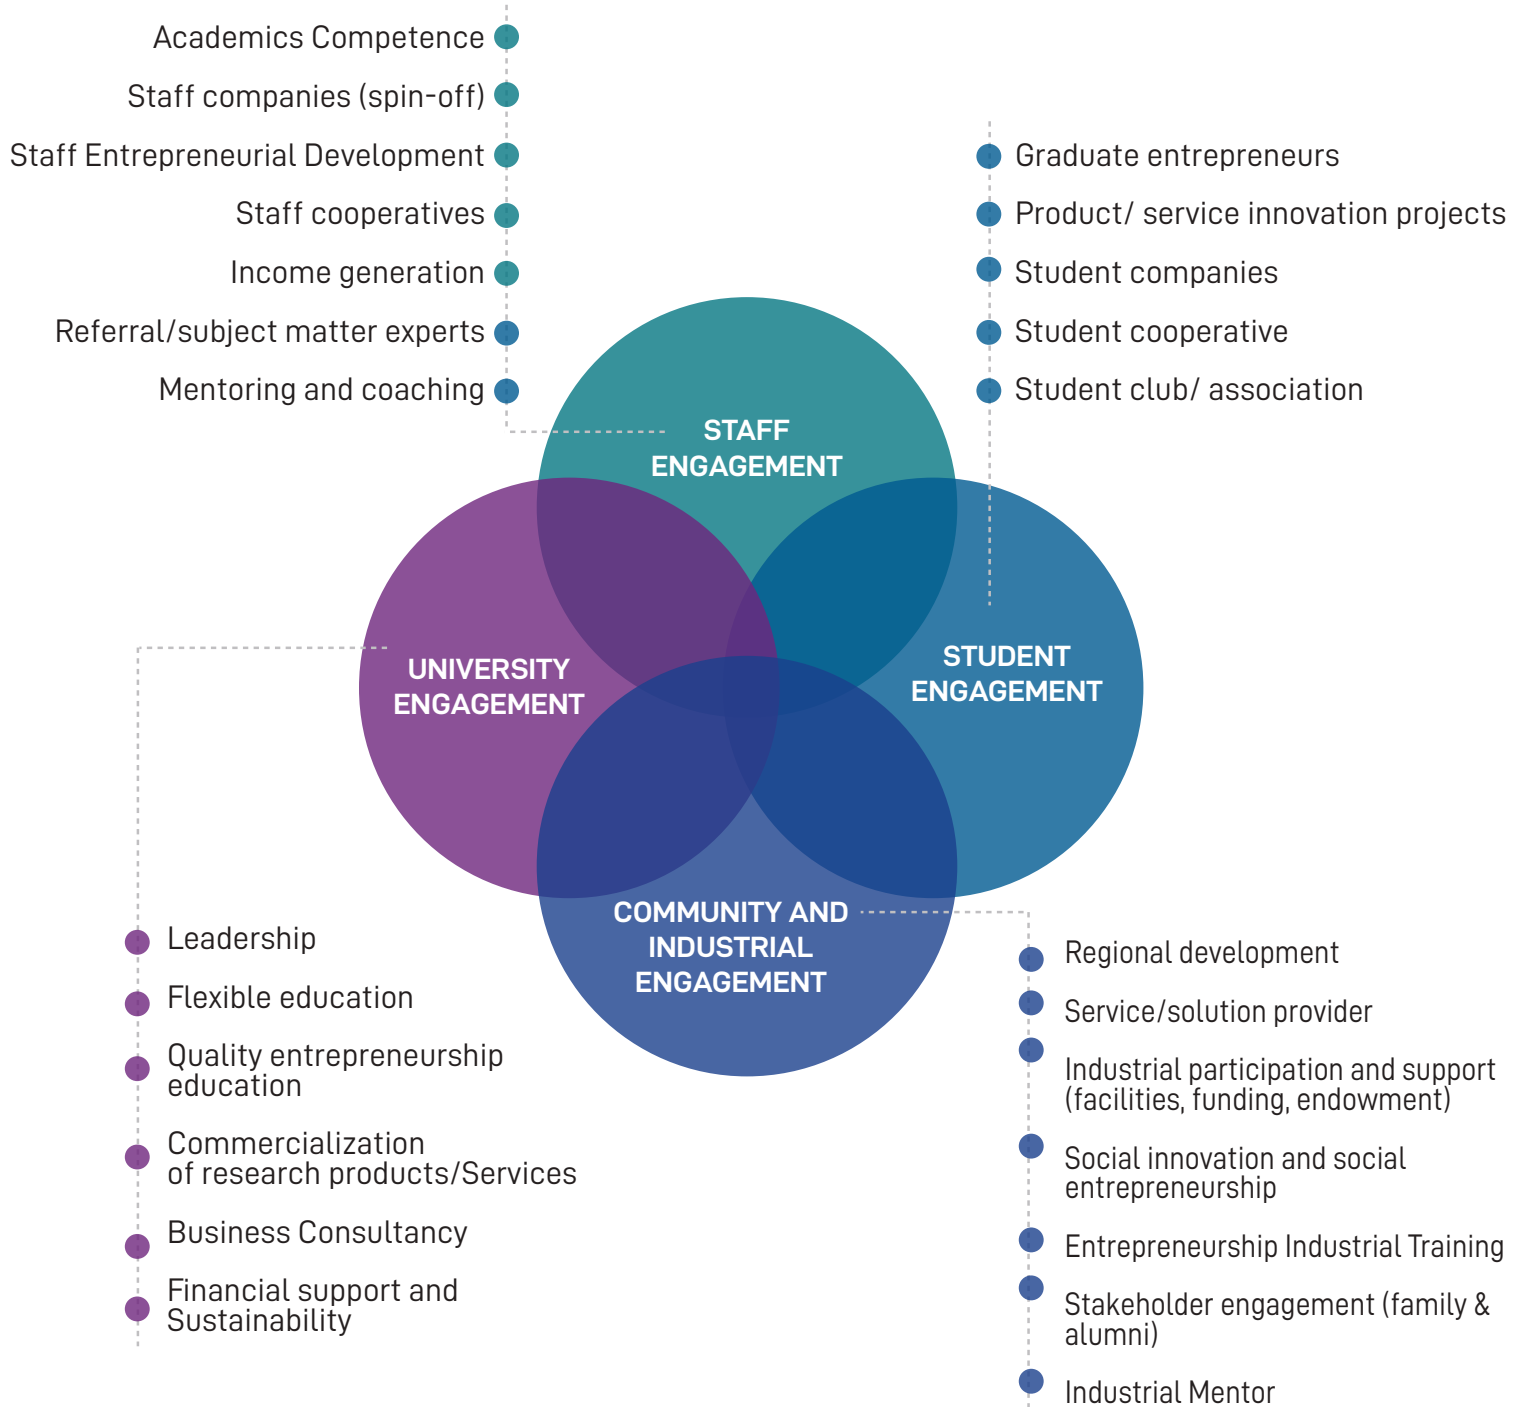 Academics Competence
Staff companies (spin-off)
Staff Entrepreneurial Development
Staff cooperatives
Income generation
Referral/subject matter experts
Mentoring and coaching
Graduate entrepreneurs
Product/ service innovation projects
Student companies
Student cooperative
Student club/ association
STAFF
ENGAGEMENT
UNIVERSITY
ENGAGEMENT
STUDENT
ENGAGEMENT
COMMUNITY AND
INDUSTRIAL
ENGAGEMENT
Leadership
Flexible education
Quality entrepreneurship
education
Commercialization
of research products/Services
Business Consultancy
Financial support and
Sustainability
Regional development
Service/solution provider
Industrial participation and support
(facilities, funding, endowment)
Social innovation and social
entrepreneurship
Entrepreneurship Industrial Training
Stakeholder engagement (family &
alumni)
Industrial Mentor